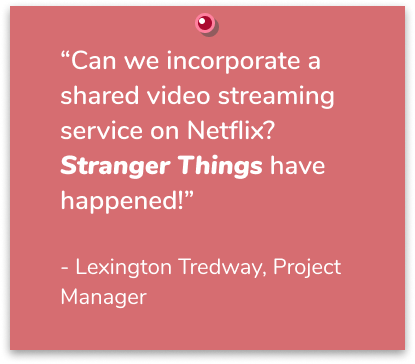 “Can we incorporate a
shared video streaming
service on Netflix?
Stranger Things have
happened!”
- Lexington Tredway, Project
Manager